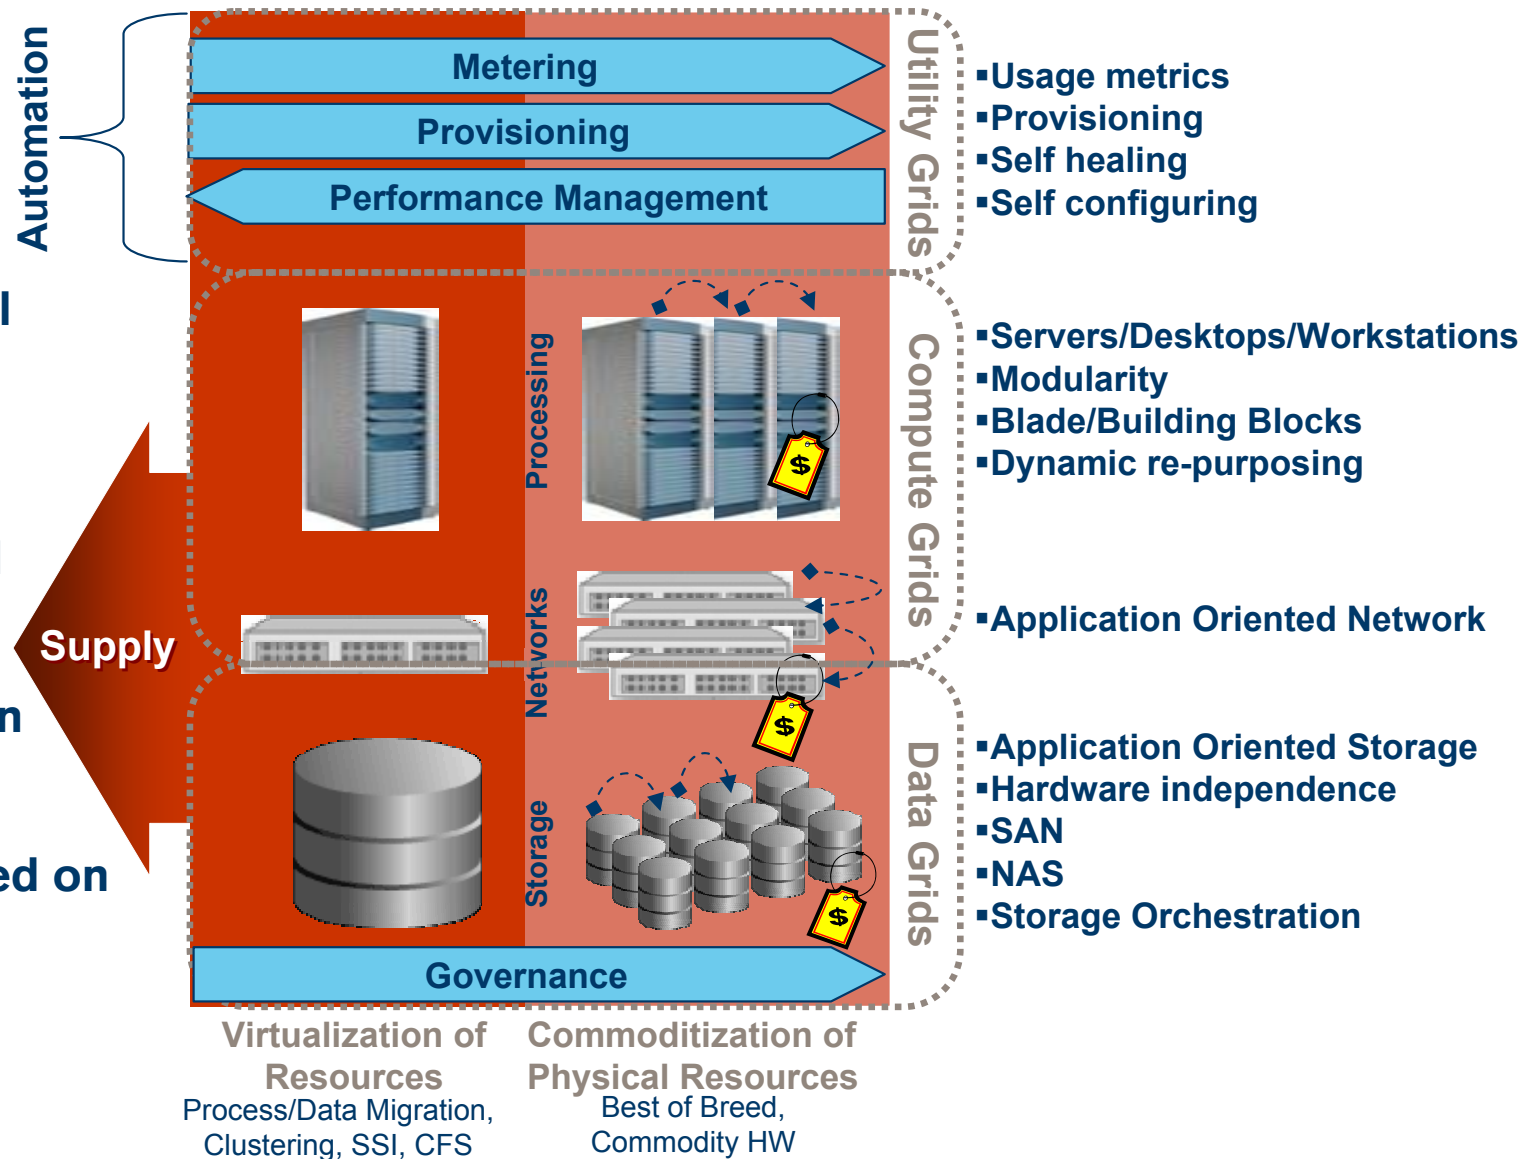 Automation
Metering
Provisioning
Performance Management
Utility Grids
▪Usage metrics
▪Provisioning
▪Self healing
▪Self configuring
l
Processing
$
Compute Grids
▪Servers/Desktops/Workstations
▪Modularity
▪Blade/Building Blocks
▪Dynamic re-purposing
Supply
Networks
$
▪Application Oriented Network
n
ed on
Storage
$
Data Grids
▪Application Oriented Storage
▪Hardware independence
▪SAN
▪NAS
▪Storage Orchestration
Governance
Virtualization of
Resources
Process/Data Migration,
Clustering, SSI, CFS
Commoditization of
Physical Resources
Best of Breed,
Commodity HW